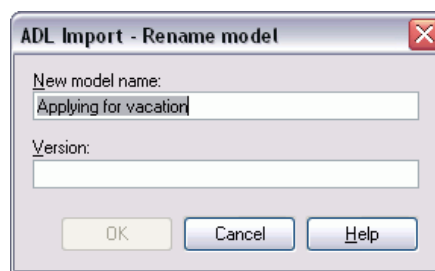 ADL Import - Rename model
New model name:
Applying for vacation
Version:
OK Cancel Help